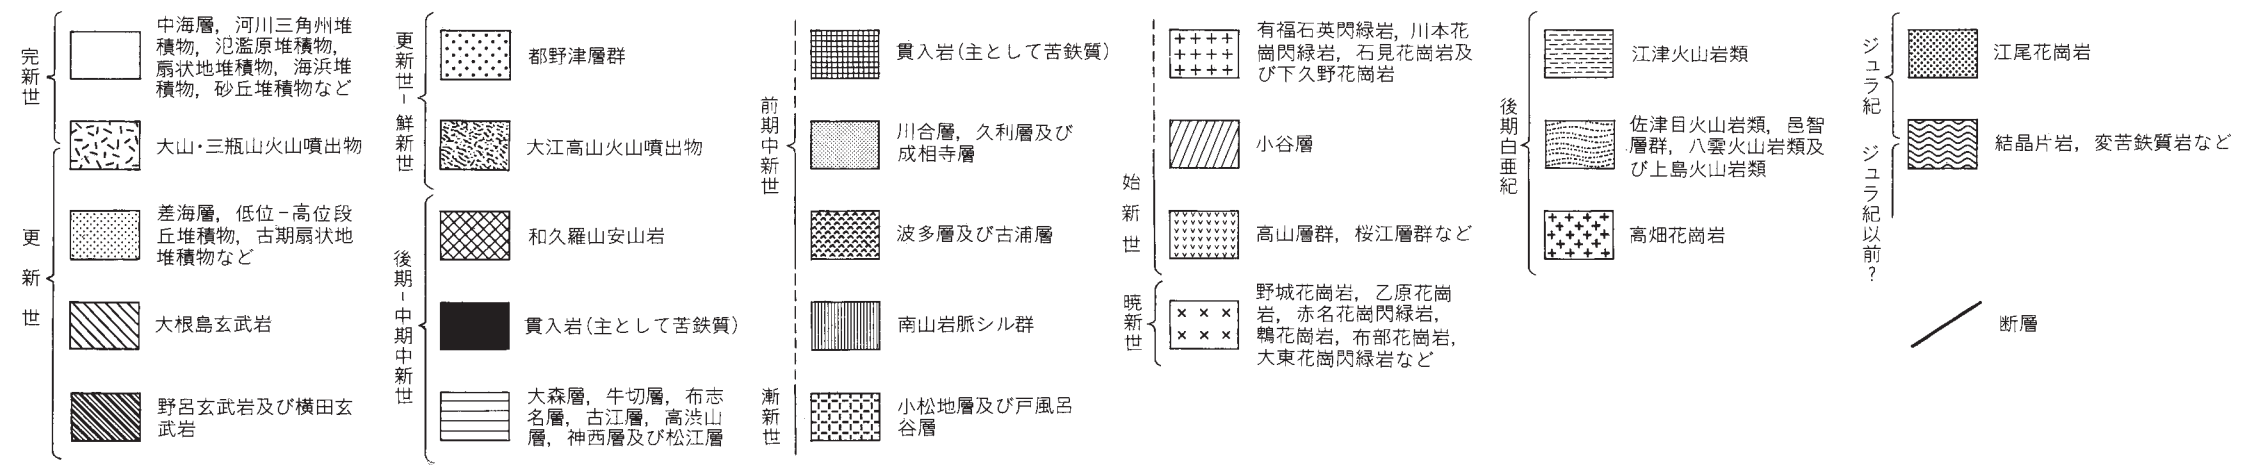 完新世
中海層，河川三角州堆
積物，氾濫原堆積物，
扇状地堆積物，海浜堆
積物，砂丘堆積物など
更新世
大山・三瓶山火山噴出物
差海層，低位－高位段
丘堆積物，古期扇状地
堆積物など
大根島玄武岩
野呂玄武岩及び横田玄
武岩
更新世－鮮新世
都野津層群
大江高山火山噴出物
後期－中期中新世
和久羅山安山岩
貫入岩（主として苦鉄質）
大森層，牛切層，布志
名層，古江層，高渋山
層，神西層及び松江層
前期中新世
貫入岩（主として苦鉄質）
川合層，久利層及び
成相寺層
波多層及び古浦層
南山岩脈シル群
漸新世
小松地層及び戸風呂
谷層
始新世
有福石英閃緑岩，川本花
崗閃緑岩，石見花崗岩及
び下久野花崗岩
小谷層
高山層群，桜江層群など
暁新世
野城花崗岩，乙原花崗
岩，赤名花崗閃緑岩，
鵯花崗岩，布部花崗岩，
大東花崗閃緑岩など
後期白亜紀
江津火山岩類
佐津目火山岩類，邑智
層群，八雲火山岩類及
び上島火山岩類
高畑花崗岩
ジュラ紀
江尾花崗岩
ジュラ紀以前？
結晶片岩，変苦鉄質岩など
断層